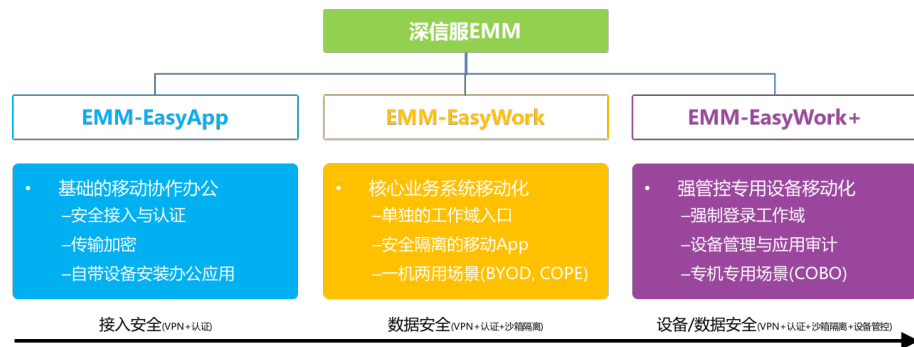 深信服EMM
EMM-EasyApp
EMM-EasyWork
EMM-EasyWork+
• 基础的移动协作办公
–安全接入与认证
–传输加密
–自带设备安装办公应用
• 核心业务系统移动化
–单独的工作域入口
–安全隔离的移动App
–一机两用场景(BYOD, COPE)
• 强管控专用设备移动化
–强制登录工作域
–设备管理与应用审计
–专机专用场景(COBO)
接入安全(VPN+认证)
数据安全(VPN+认证+沙箱隔离)
设备/数据安全(VPN+认证+沙箱隔离+设备管控)